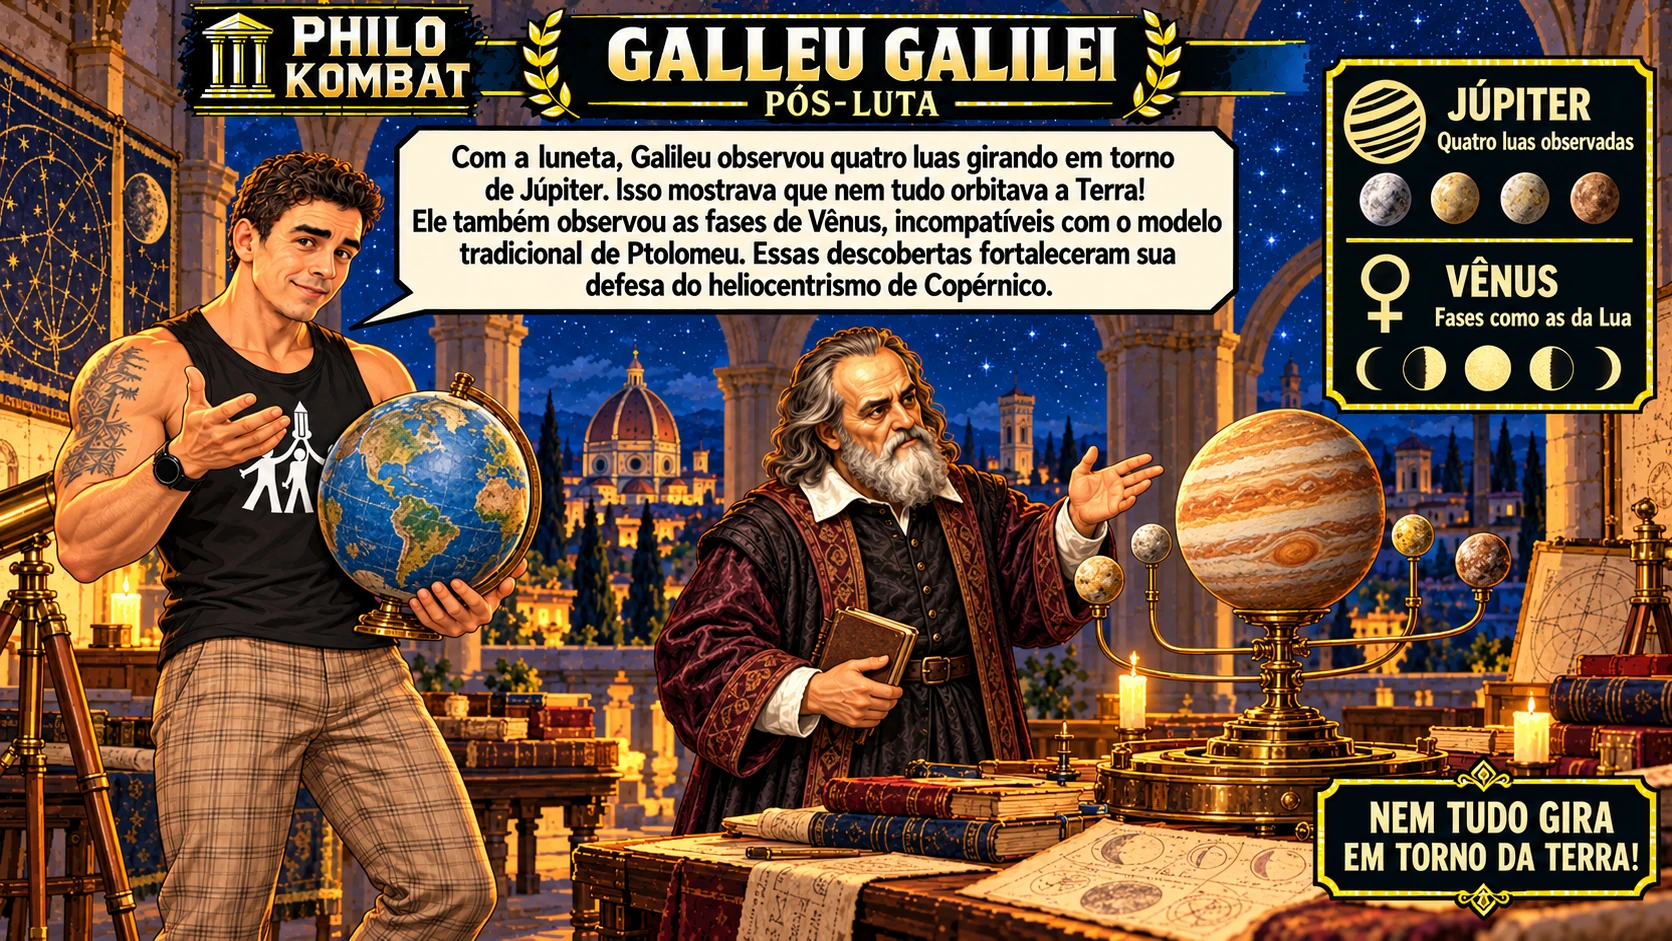 PHILO
KOMBAT
GALLEU GALILEI
PÓS-LUTA
Com a luneta, Galileu observou quatro luas girando em torno
de Júpiter. Isso mostrava que nem tudo orbitava a Terra!
Ele também observou as fases de Vênus, incompatíveis com o modelo
tradicional de Ptolomeu. Essas descobertas fortaleceram sua
defesa do heliocentrismo de Copérnico.
JÚPITER
Quatro luas observadas
VÊNUS
Fases como as da Lua
NEM TUDO GIRA
EM TORNO DA TERRA!